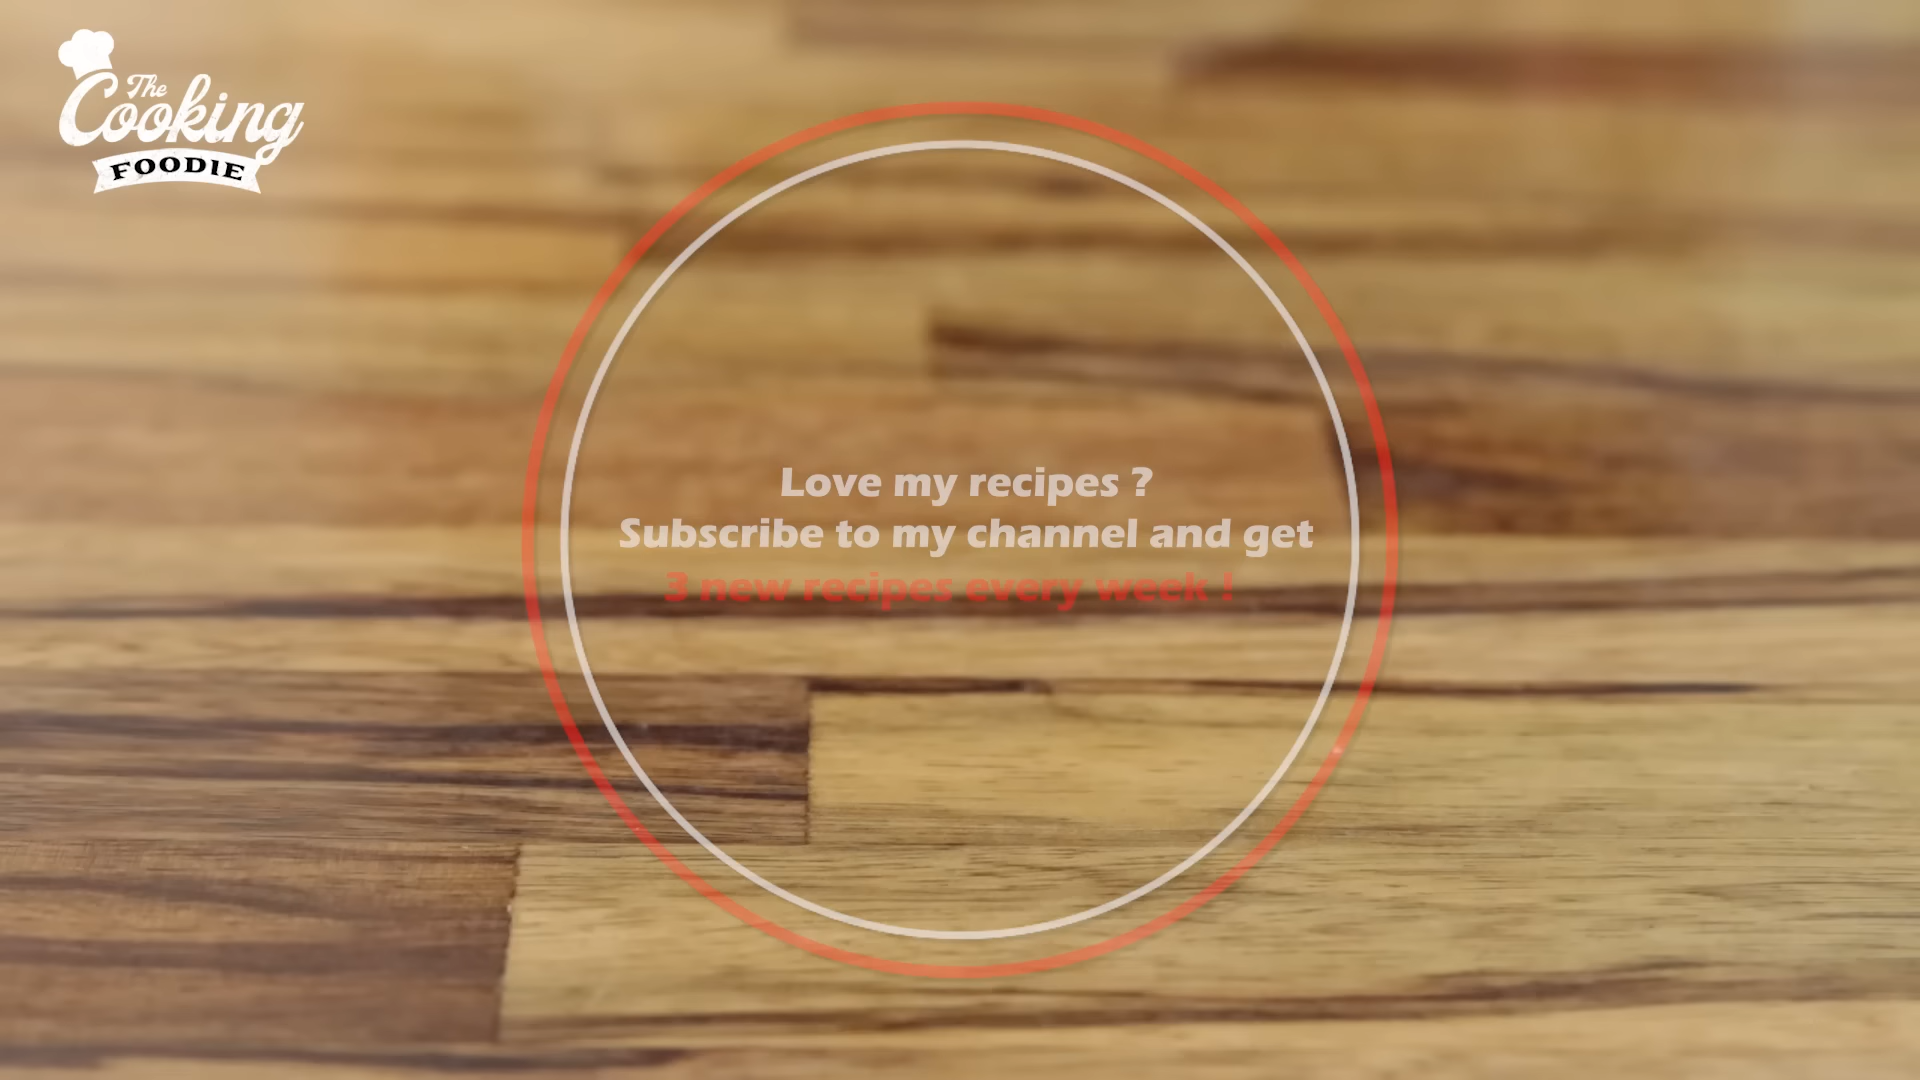 The
Cooking
FOODIE
Love my recipes ?
Subscribe to my channel and get
3 new recipes every week !